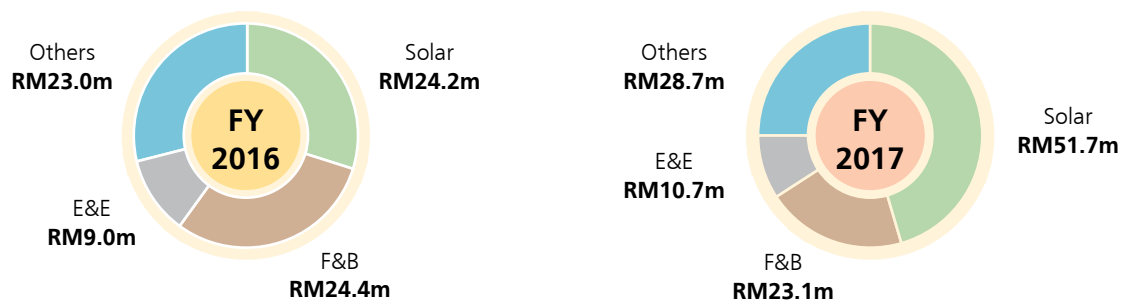 Others
RM23.0m
Solar
RM24.2m
FY
2016
E&E
RM9.0m
F&B
RM24.4m
Others
RM28.7m
Solar
RM51.7m
FY
2017
E&E
RM10.7m
F&B
RM23.1m